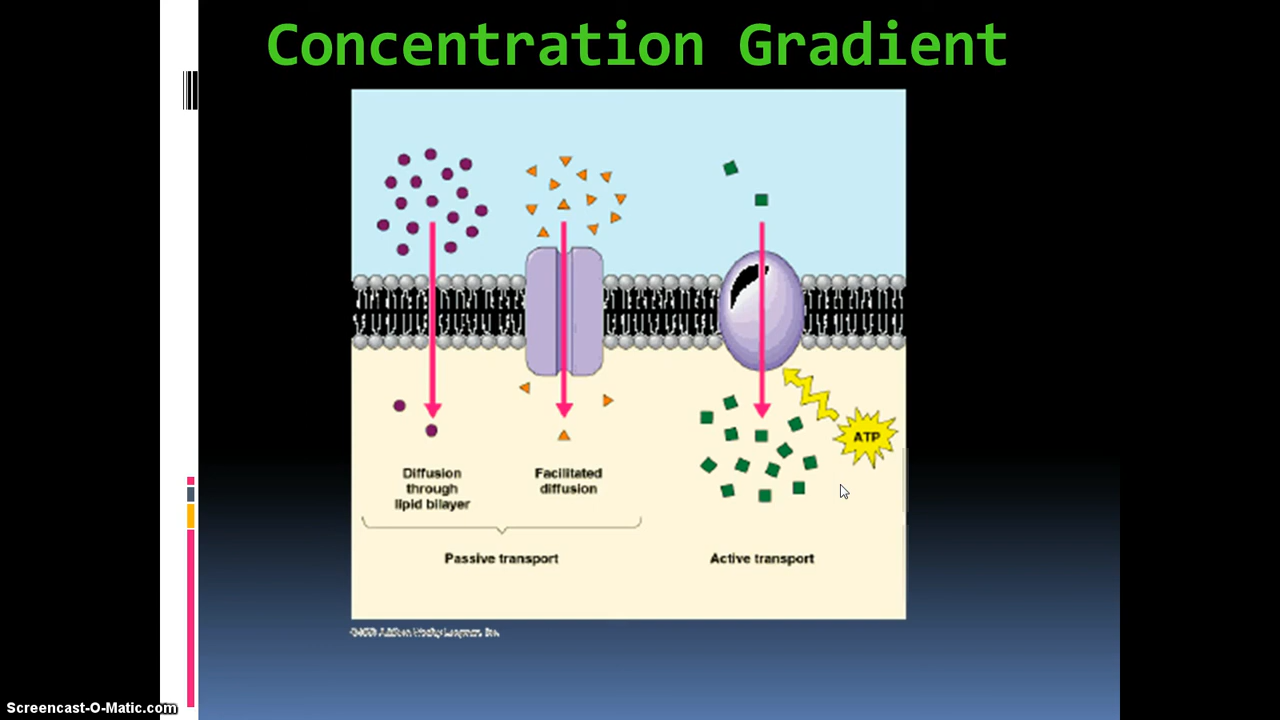 Concentration Gradient
ATP
Diffusion
through
lipid bilayer
Facilitated
diffusion
Passive transport
Active transport
Screencast-O-Matic.com